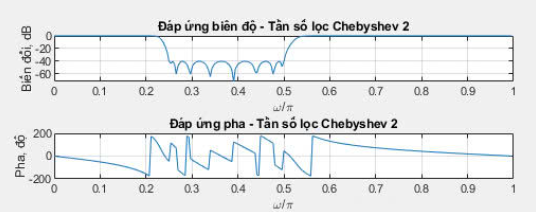 Đáp ứng biên độ - Tần số lọc Chebyshev 2
Biên đối, dB
0
-20
-40
-60
0 0.1 0.2 0.3 0.4 0.5 0.6 0.7 0.8 0.9 1
ω/π
Đáp ứng pha - Tần số lọc Chebyshev 2
Pha, độ
200
0
-200
0 0.1 0.2 0.3 0.4 0.5 0.6 0.7 0.8 0.9 1
ω/π